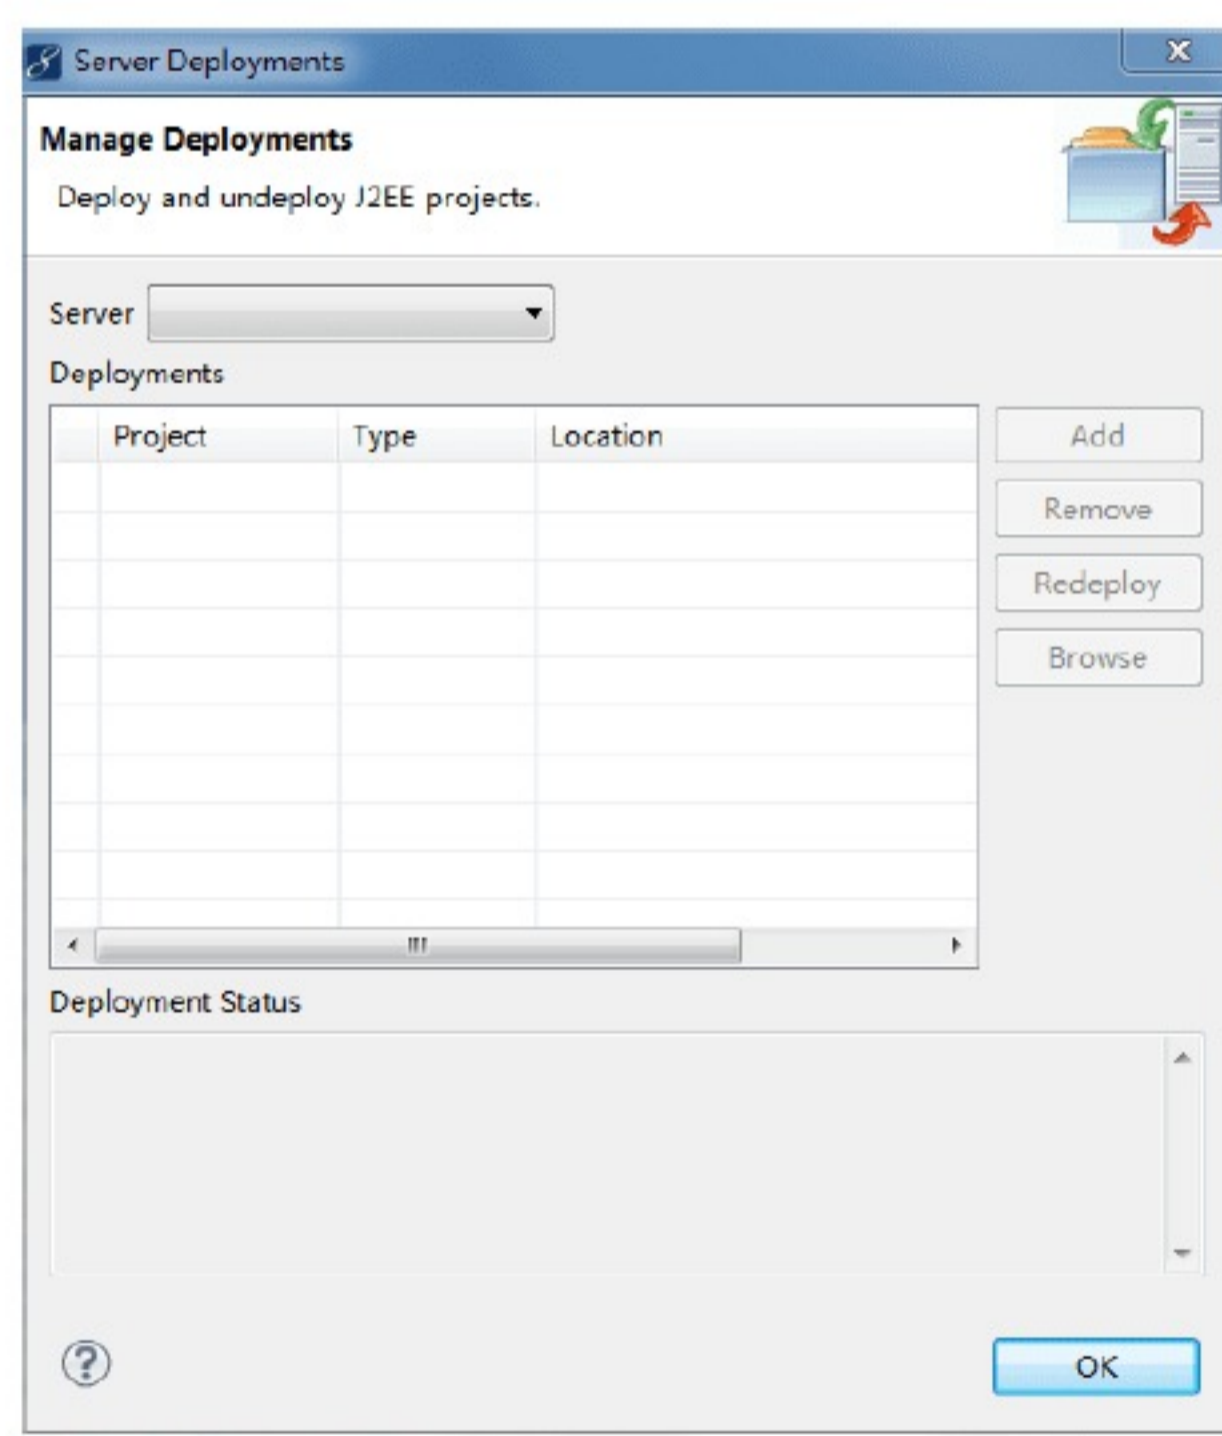 Server Deployments
Manage Deployments
Deploy and undeploy J2EE projects.
Server
Deployments
Project Type Location
Add
Remove
Redeploy
Browse
Deployment Status
OK